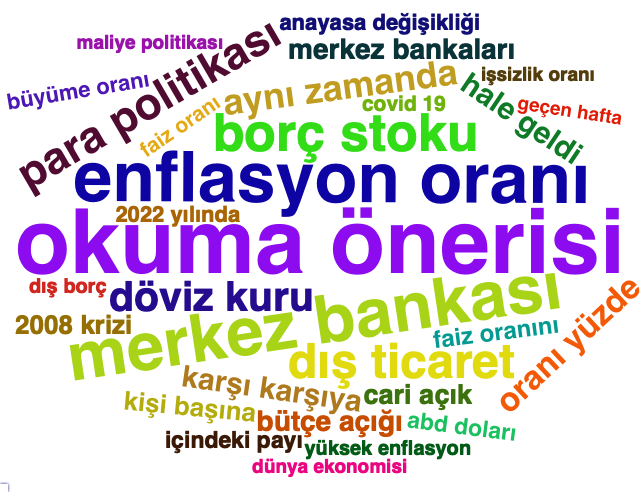 anayasa değişikliği
maliye politikası
merkez bankaları
para politikası
büyüme oranı
aynı zamanda
işsizlik oranı
faiz oranı
covid 19
hale geldi
geçen hafta
borç stoku
enflasyon oranı
2022 yılında
okuma önerisi
dış borç
döviz kuru
merkez bankası
2008 krizi
faiz oranını
oranı yüzde
dış ticaret
karşı karşıya
cari açık
kişi başına
bütçe açığı
abd doları
içindeki payı
yüksek enflasyon
dünya ekonomisi